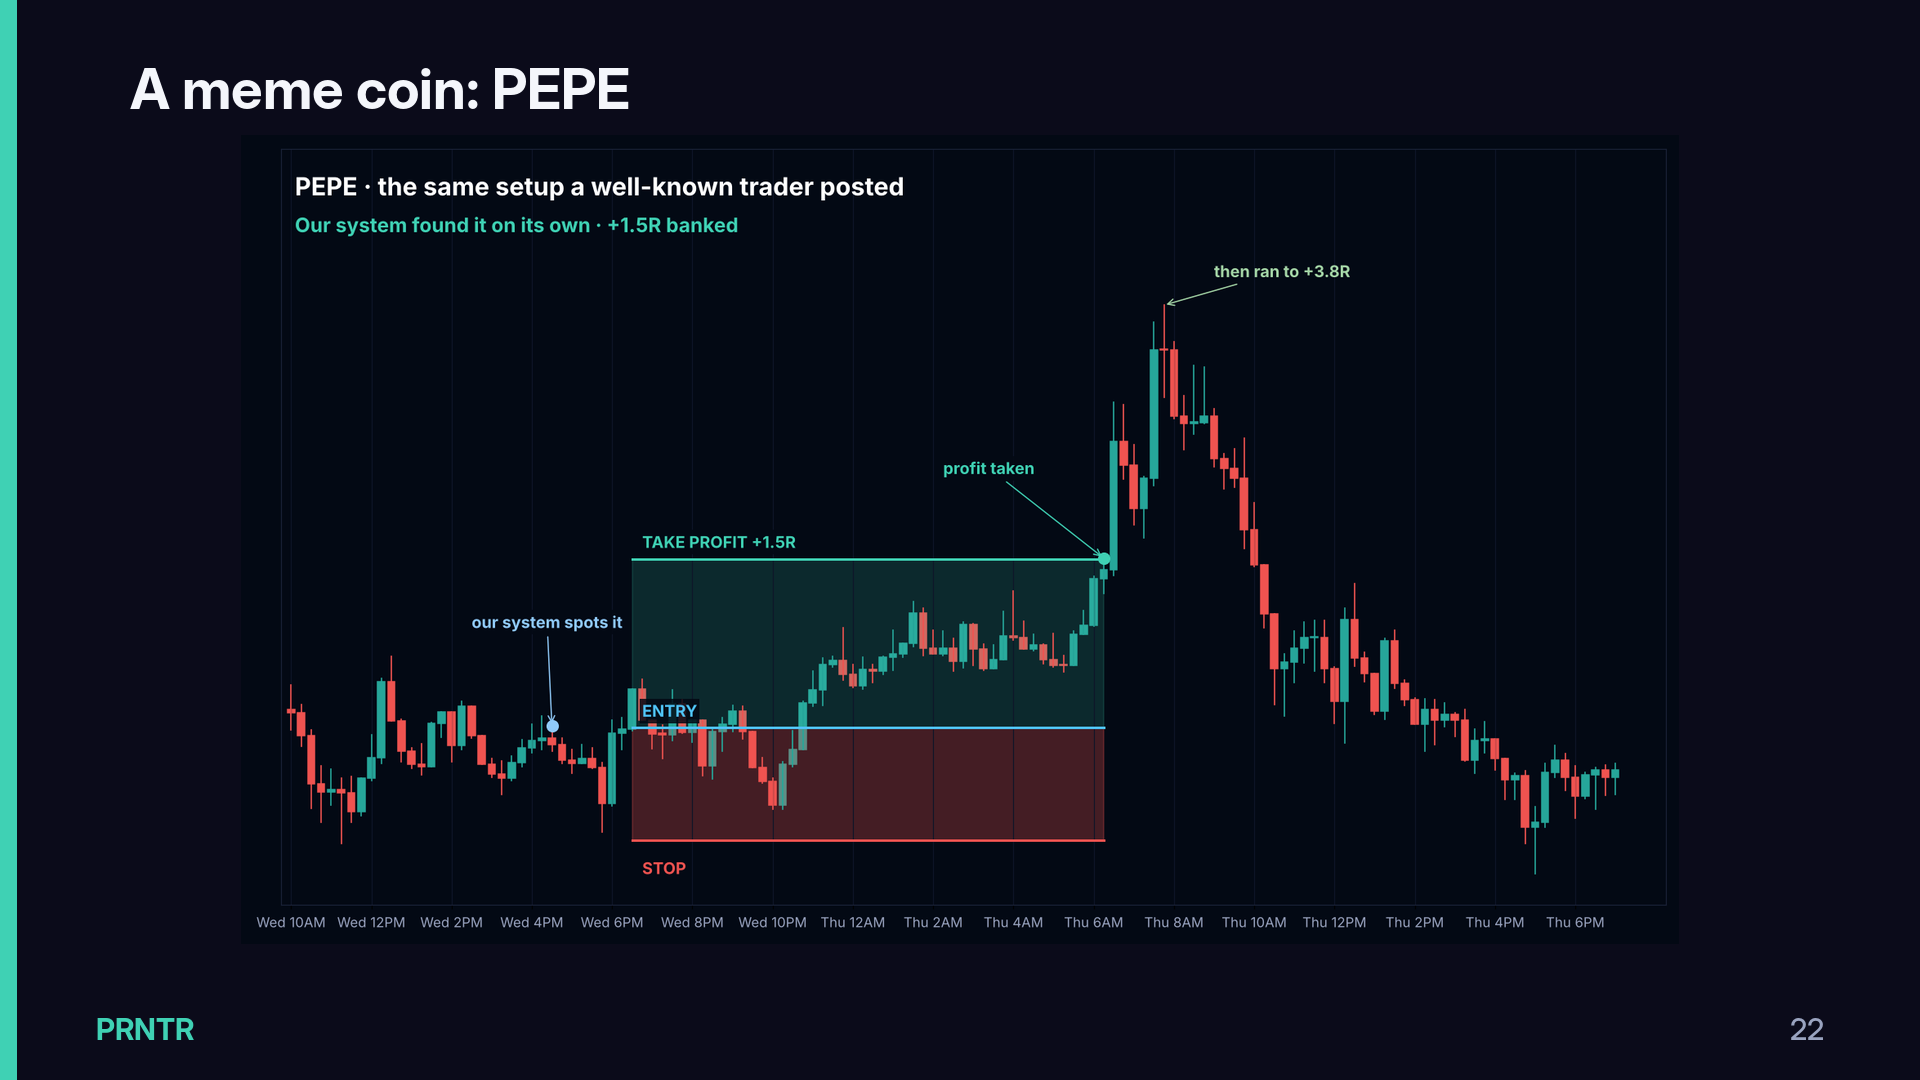 A meme coin: PEPE
PEPE · the same setup a well-known trader posted
Our system found it on its own · +1.5R banked
then ran to +3.8R
profit taken
TAKE PROFIT +1.5R
our system spots it
ENTRY
STOP
Wed 10AM Wed 12PM Wed 2PM Wed 4PM Wed 6PM Wed 8PM Wed 10PM Thu 12AM Thu 2AM Thu 4AM Thu 6AM Thu 8AM Thu 10AM Thu 12PM Thu 2PM Thu 4PM Thu 6PM
PRNTR
22